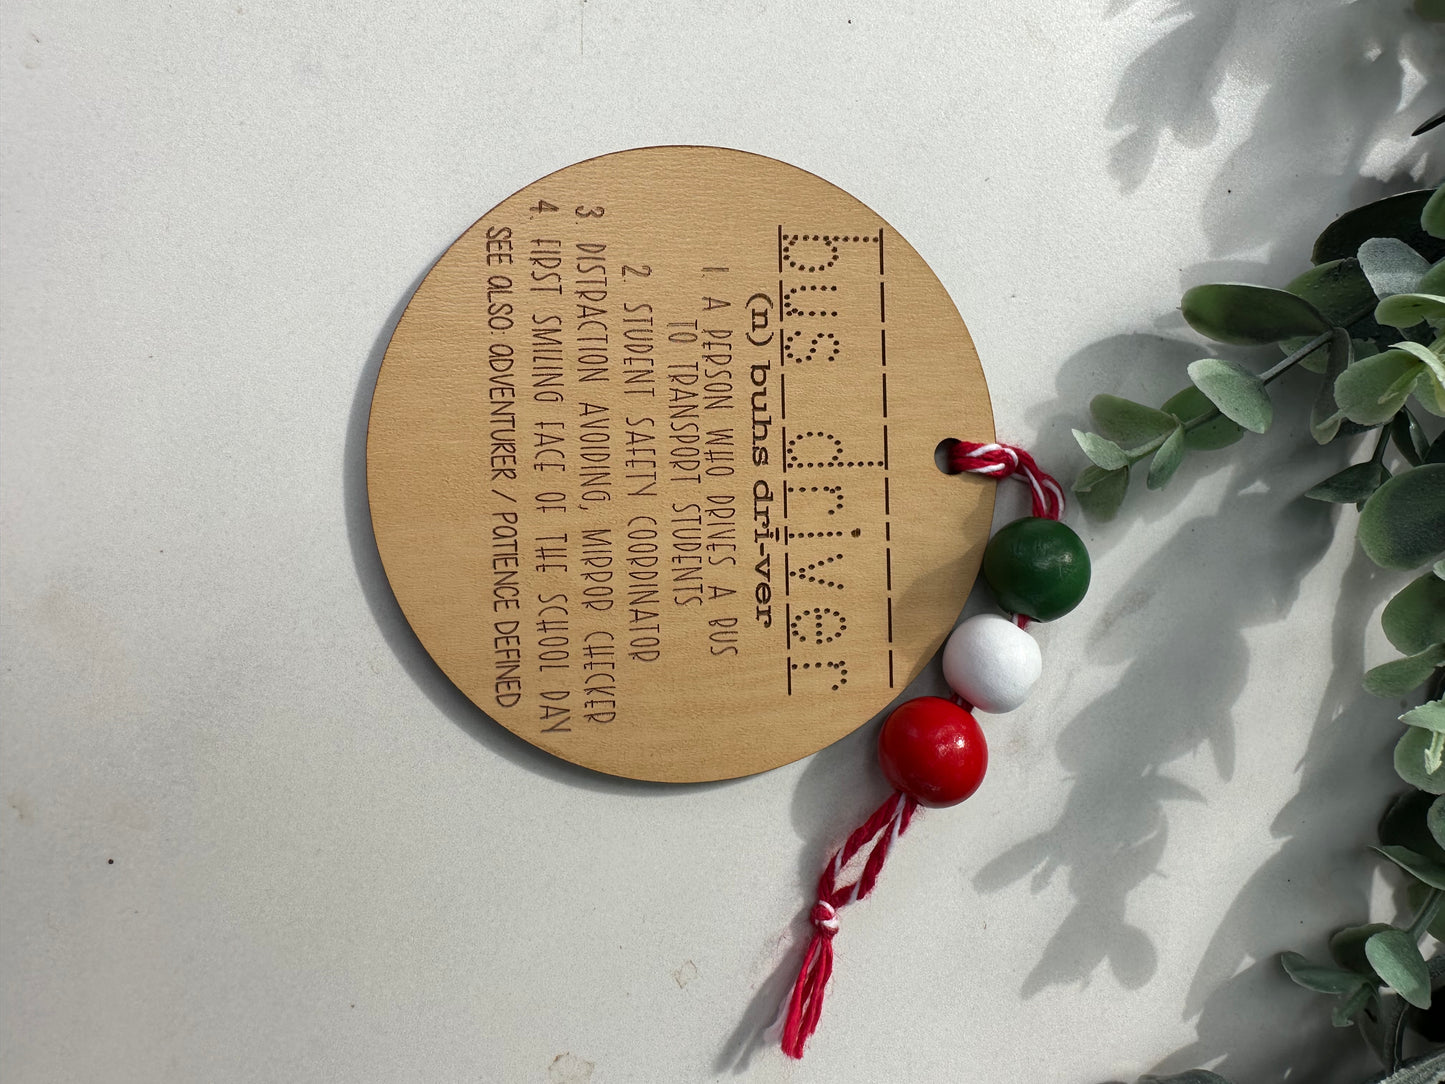 bus driver
(n) buhs dri-ver
1. A PERSON WHO DRIVES A BUS
TO TRANSPORT STUDENTS
2. STUDENT SAFETY COORDINATOR
3. DISTRACTION AVOIDING, MIRROR CHECKER
4. FIRST SMILING FACE OF THE SCHOOL DAY
SEE ALSO: ADVENTURER / PATIENCE DEFINED